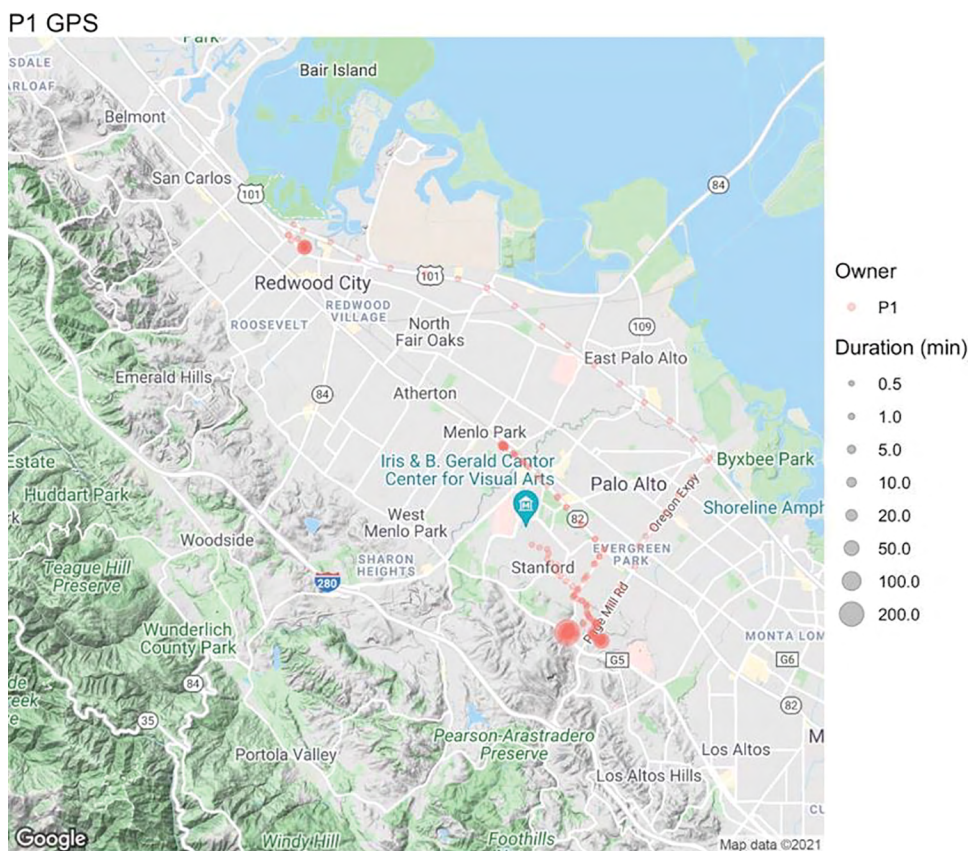 P1 GPS
Park
SDALE
ARLOAF
Bair Island
Belmont
San Carlos
101
84
Redwood City
101
REDWOOD
VILLAGE
ROOSEVELT
North
Fair Oaks
109
East Palo Alto
Emerald Hills
84
Atherton
Menlo Park
Iris & B. Gerald Cantor
Center for Visual Arts
Byxbee Park
Estate
Huddart Park
rk
Palo Alto
Oregon Expy
Shoreline Amph
West
Menlo Park
82
Woodside
SHARON
HEIGHTS
EVERGREEN
PARK
Stanford
Teague Hill
Preserve
280
Page Mill Rd
Wunderlich
County Park
MONTA LOM
G5
G6
84
de
reek
e
35
82
Portola Valley
Pearson-Arastradero
Preserve
Los Altos
M
Los Altos Hills
CU
Windy Hill
Foothills
Google
Map data ©2021
Owner
P1
Duration (min)
0.5
1.0
5.0
10.0
20.0
50.0
100.0
200.0